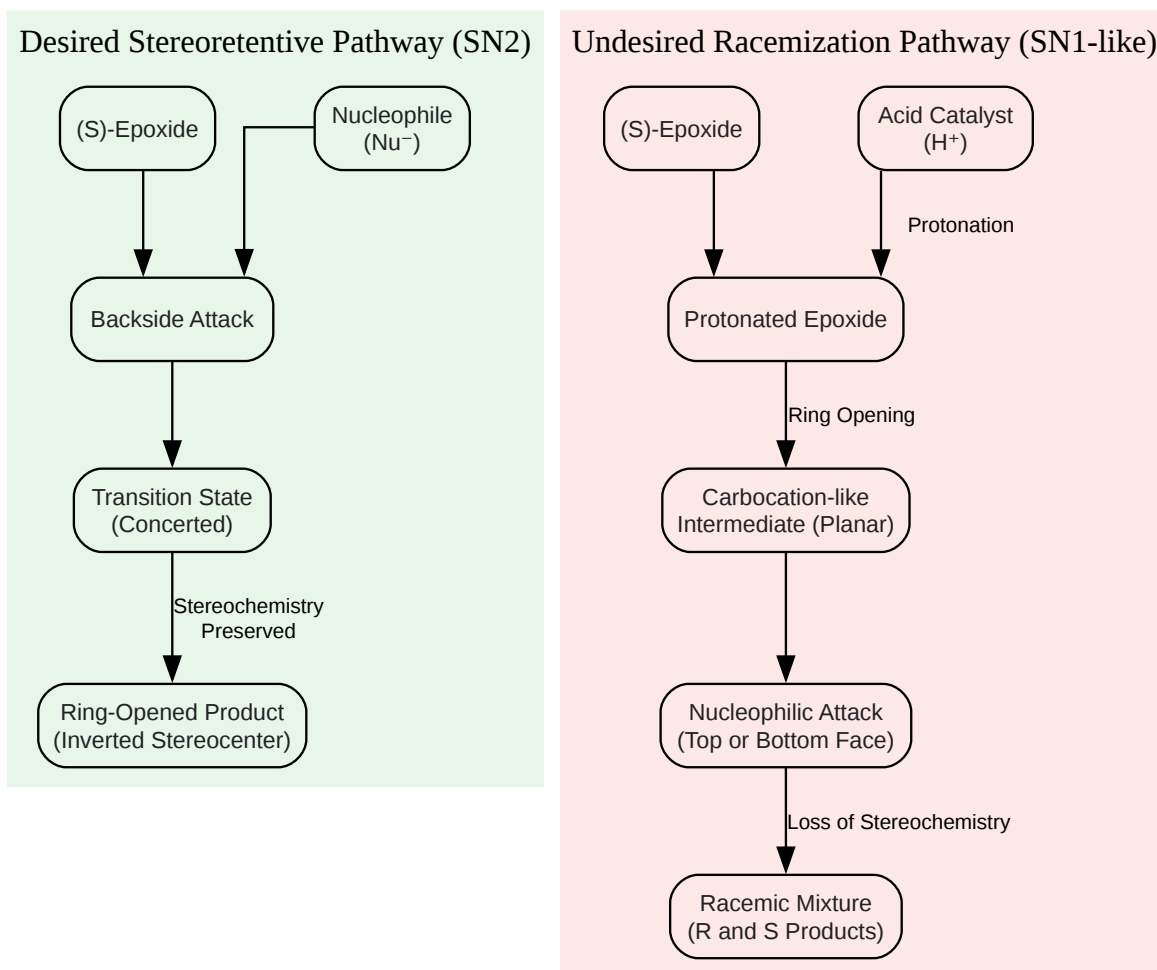 Desired Stereoretentive Pathway (SN2)
(S)-Epoxide
Nucleophile
(Nu⁻)
Backside Attack
Transition State
(Concerted)
Stereochemistry
Preserved
Ring-Opened Product
(Inverted Stereocenter)
Undesired Racemization Pathway (SN1-like)
(S)-Epoxide
Acid Catalyst
(H⁺)
Protonation
Protonated Epoxide
Ring Opening
Carbocation-like
Intermediate (Planar)
Nucleophilic Attack
(Top or Bottom Face)
Loss of Stereochemistry
Racemic Mixture
(R and S Products)